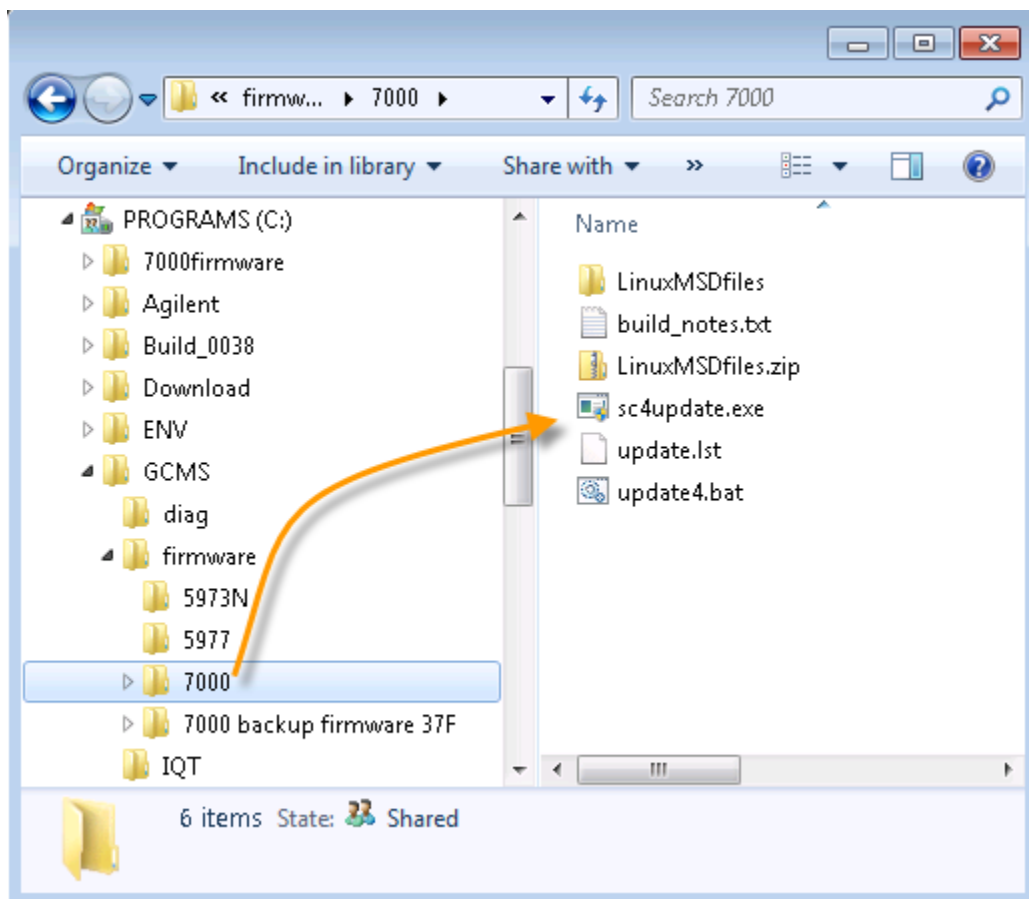 « firmw... 7000
Search 7000
Organize Include in library Share with »
PROGRAMS (C:)
7000firmware
Agilent
Build_0038
Download
ENV
GCMS
diag
firmware
5973N
5977
7000
7000 backup firmware 37F
IQT
Name
LinuxMSDfiles
build_notes.txt
LinuxMSDfiles.zip
sc4update.exe
update.lst
update4.bat
6 items State: Shared